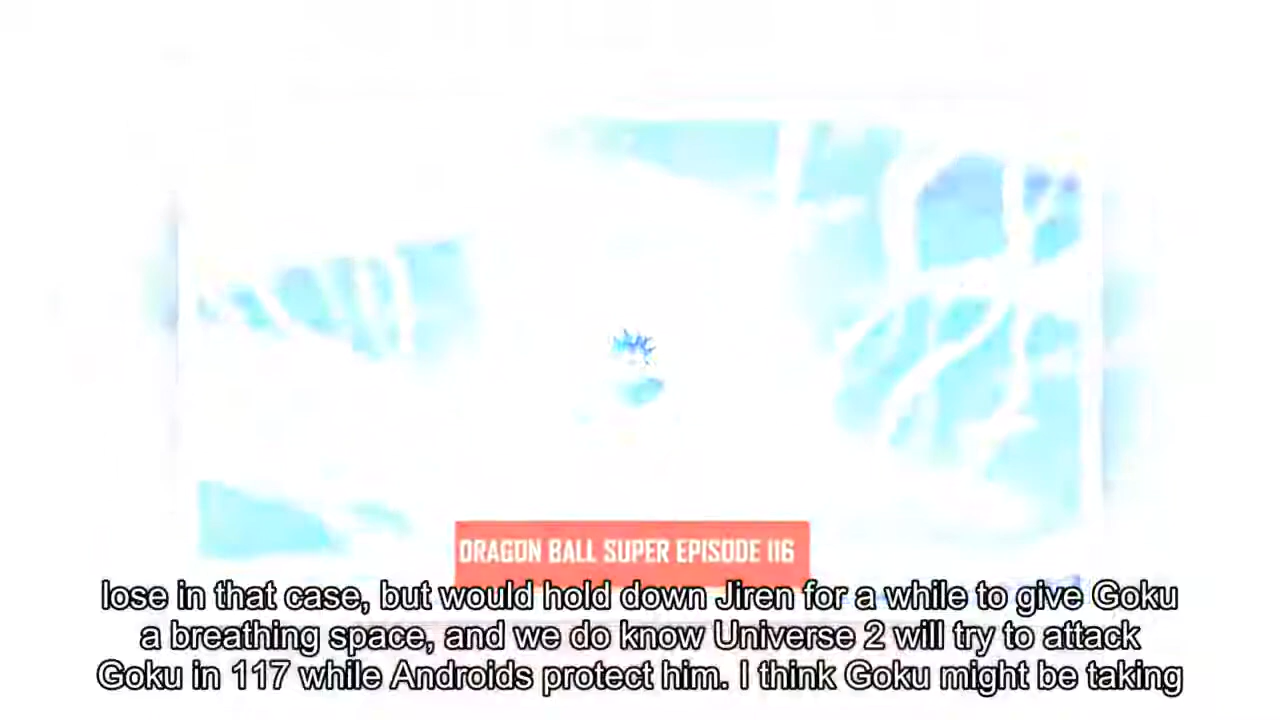 DRAGON BALL SUPER EPISODE 116
lose in that case, but would hold down Jiren for a while to give Goku
a breathing space, and we do know Universe 2 will try to attack
Goku in 117 while Androids protect him. I think Goku might be taking